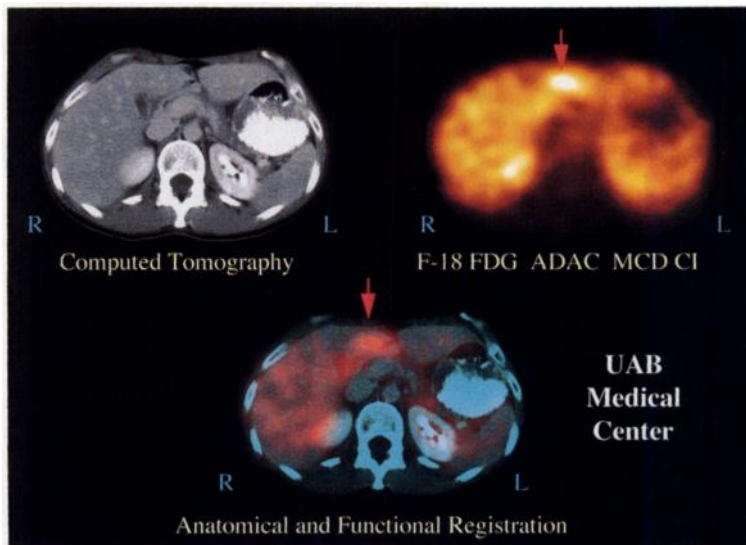 R
L
Computed Tomography
R
L
F-18 FDG ADAC MCD CI
UAB
Medical
Center
R
L
Anatomical and Functional Registration